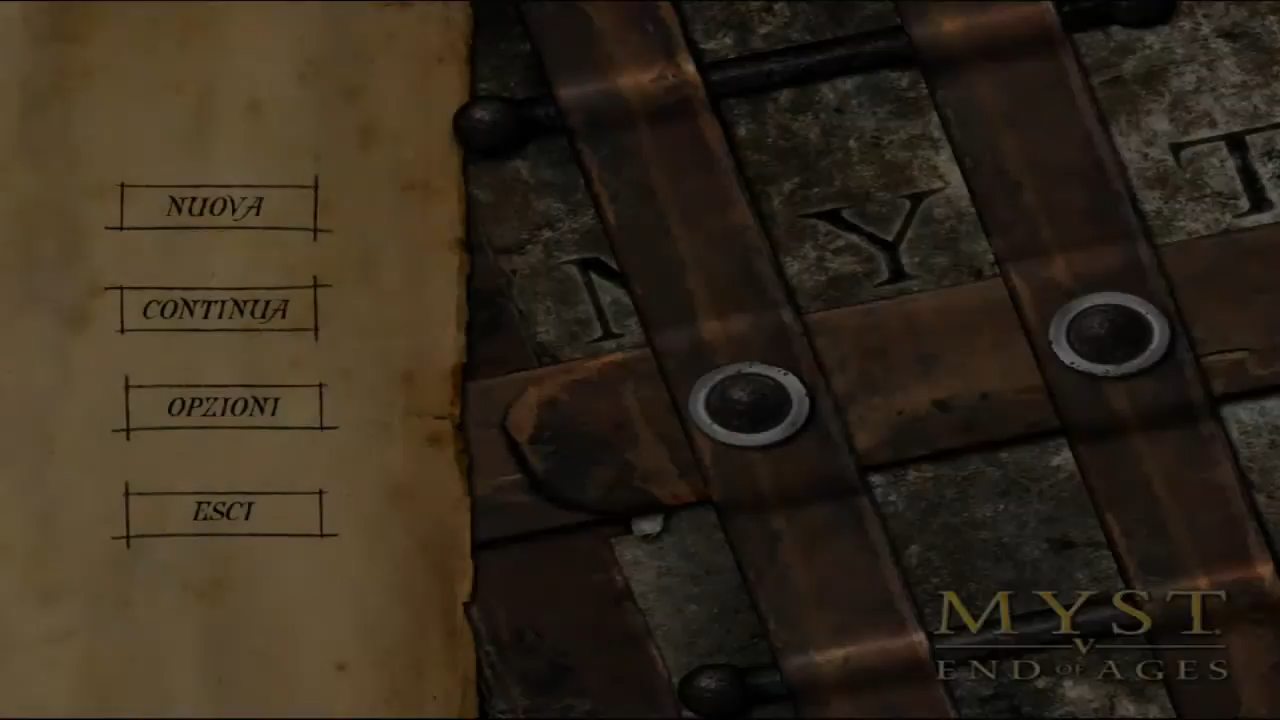 NUOVA
CONTINUA
OPZIONI
ESCI
N Y T
MYST
V
END OF AGES